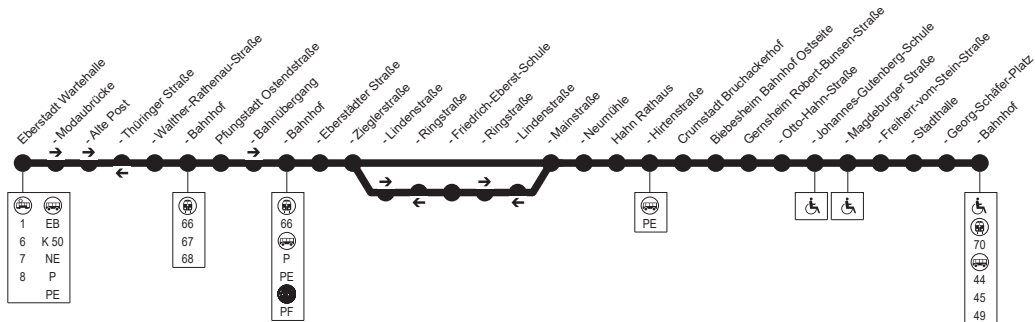 Eberstadt Wartehalle
- Modaubrücke
- Alte Post
- Thüringer Straße
- Walther-Rathenau-Straße
- Bahnhof
Pfungstadt Ostendstraße
- Bahnübergang
- Bahnhof
- Eberstädter Straße
- Zieglerstraße
- Lindenstraße
- Ringstraße
- Friedrich-Eberst-Schule
- Ringstraße
- Lindenstraße
- Mainstraße
- Neumühle
Hahn Rathaus
- Hirtenstraße
Crumstadt Bruchackerhof
Biebesheim Bahnhof Ostseite
Gernsheim Robert-Bunsen-Straße
- Otto-Hahn-Straße
- Johannes-Gutenberg-Schule
- Magdeburger Straße
- Freiherr-vom-Stein-Straße
- Stadthalle
- Georg-Schäfer-Platz
- Bahnhof
1 EB
6 K 50
7 NE
8 P
PE
66
67
68
66
P
PE
PF
PE
70
44
45
49